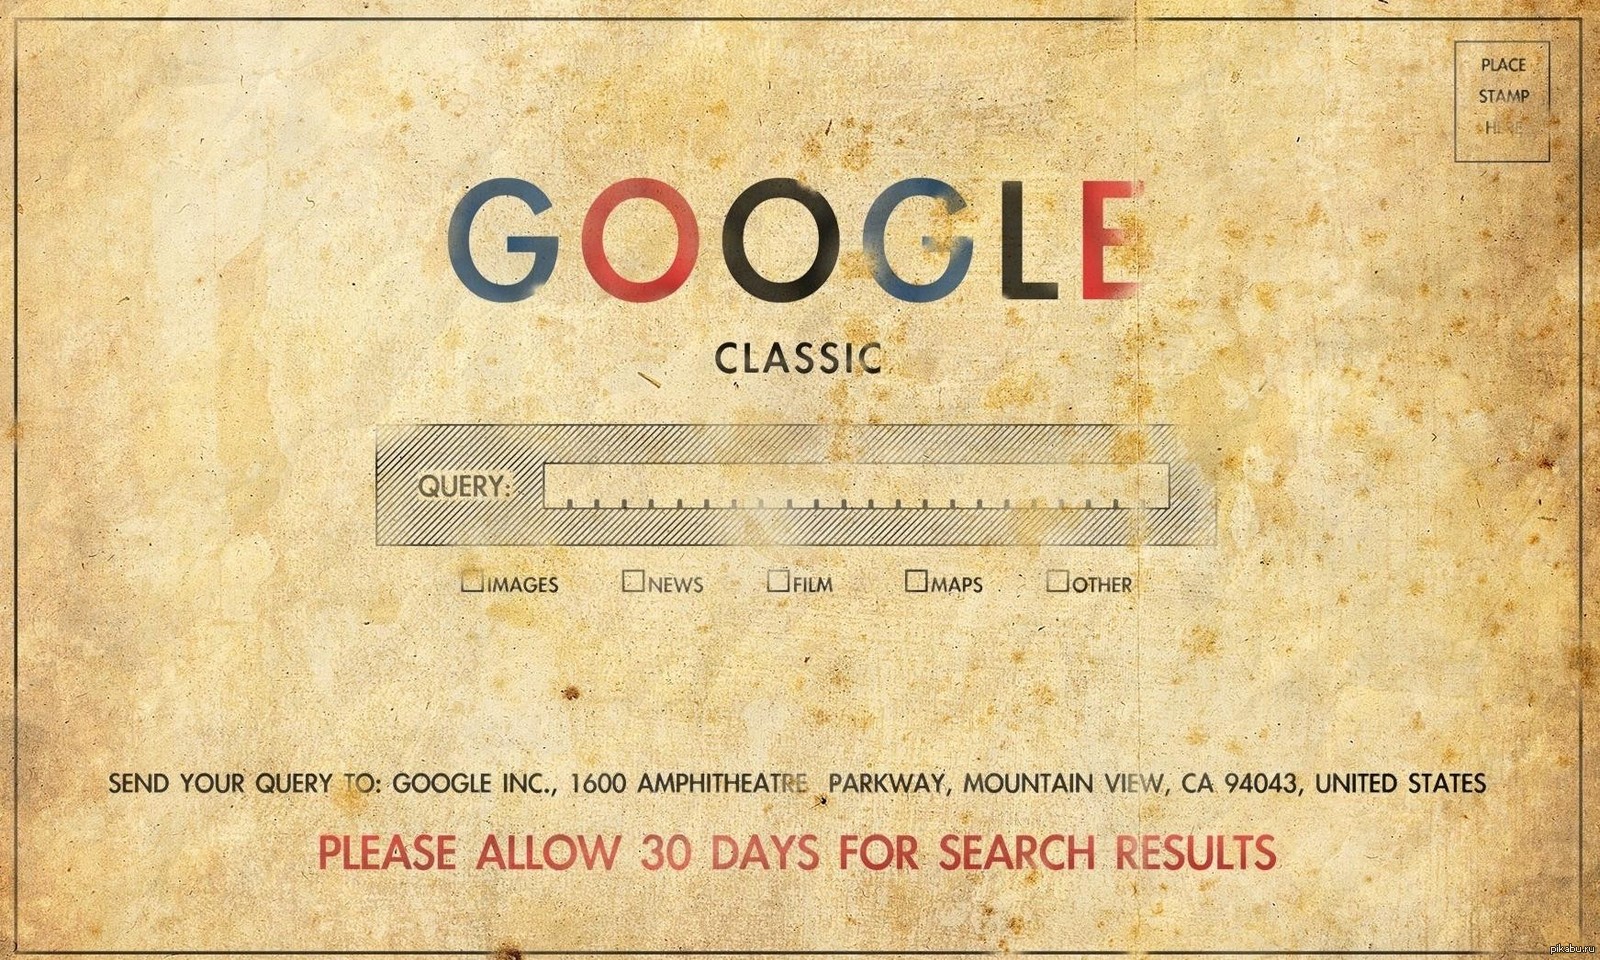 PLACE
STAMP
HERE
GOOGLE
CLASSIC
QUERY:
IMAGES NEWS FILM MAPS OTHER
SEND YOUR QUERY TO: GOOGLE INC., 1600 AMPHITHEATRE PARKWAY, MOUNTAIN VIEW, CA 94043, UNITED STATES
PLEASE ALLOW 30 DAYS FOR SEARCH RESULTS
pikabu.ru